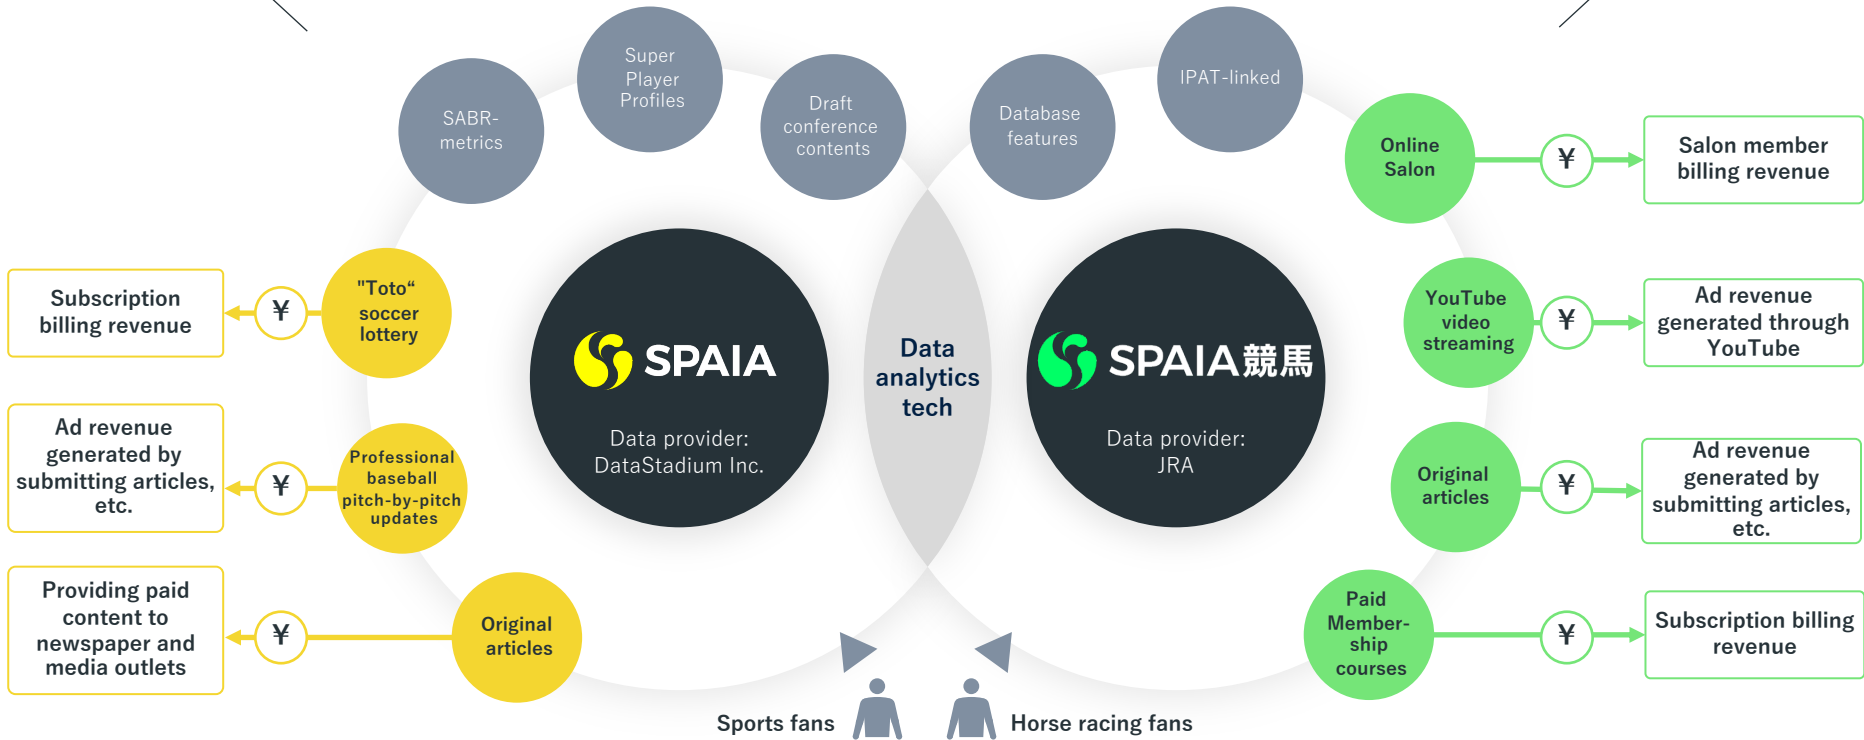 Super
Player
Profiles
SABR-
metrics
Draft
conference
contents
Database
features
IPAT-linked
Online
Salon
¥
Salon member
billing revenue
Subscription
billing revenue
¥
"Toto“
soccer
lottery
YouTube
video
streaming
¥
Ad revenue
generated through
YouTube
SPAIA
Data provider:
DataStadium Inc.
Data
analytics
tech
SPAIA競馬
Data provider:
JRA
Ad revenue
generated by
submitting articles,
etc.
¥
Professional
baseball
pitch-by-pitch
updates
Original
articles
¥
Ad revenue
generated by
submitting articles,
etc.
Providing paid
content to
newspaper and
media outlets
¥
Original
articles
Paid
Member-
ship
courses
¥
Subscription billing
revenue
Sports fans
Horse racing fans